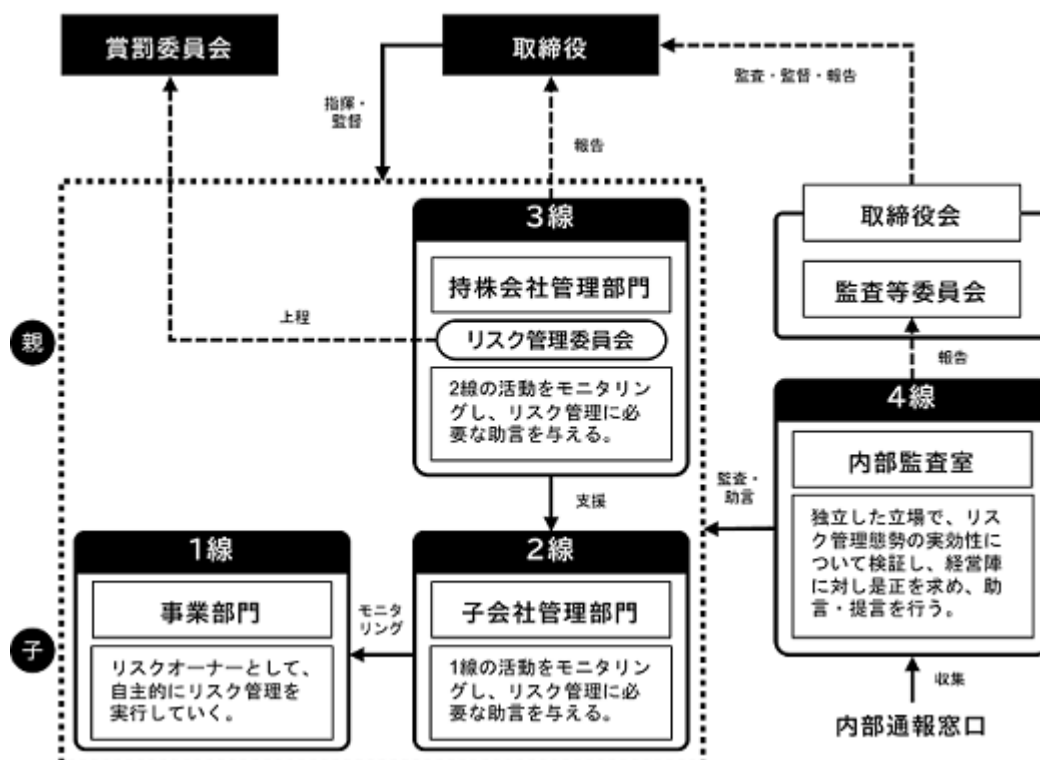 賞罰委員会
取締役
監査・監督・報告
指揮・
監督
報告
3線
持株会社管理部門
リスク管理委員会
2線の活動をモニタリン
グし、リスク管理に必
要な助言を与える。
上程
親
取締役会
監査等委員会
報告
4線
内部監査室
独立した立場で、リス
ク管理態勢の実効性に
ついて検証し、経営陣
に対し是正を求め、助
言・提言を行う。
監査・
助言
支援
1線
事業部門
リスクオーナーとして、
自主的にリスク管理を
実行していく。
モニタ
リング
2線
子会社管理部門
1線の活動をモニタリン
グし、リスク管理に必
要な助言を与える。
子
収集
内部通報窓口